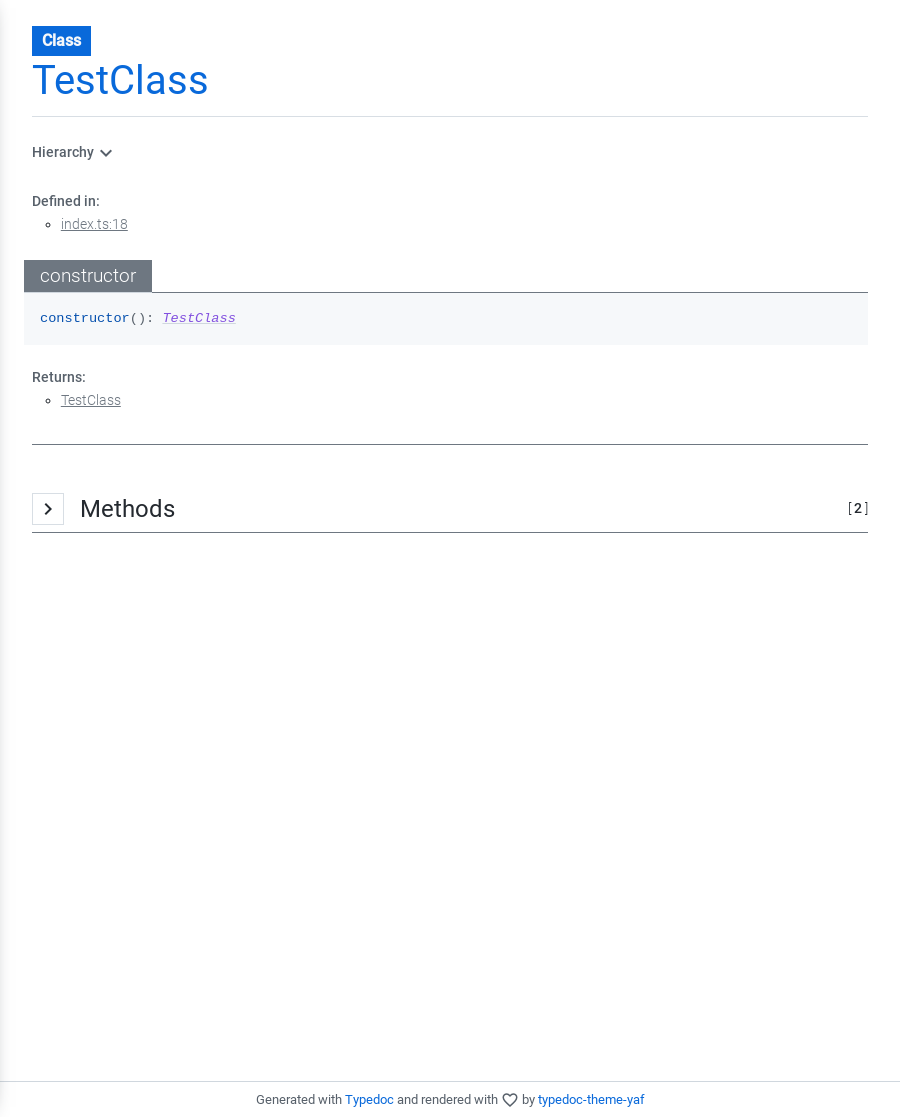 Class
TestClass
Hierarchy
Defined in:
index.ts:18
constructor
constructor(): TestClass
Returns:
TestClass
Methods [2]
Generated with Typedoc and rendered with by typedoc-theme-yaf